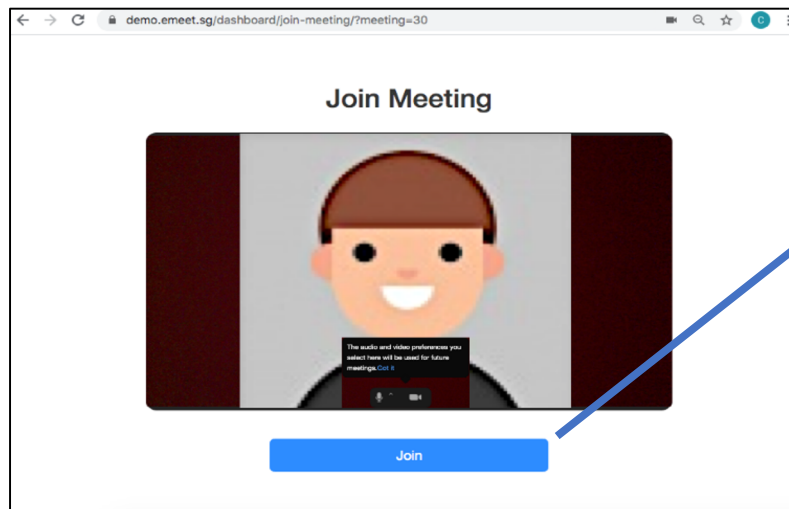 demo.emeet.sg/dashboard/join-meeting/?meeting=30
C
Join Meeting
The audio and video preferences you
select here will be used for future
meetings.Got it
Join